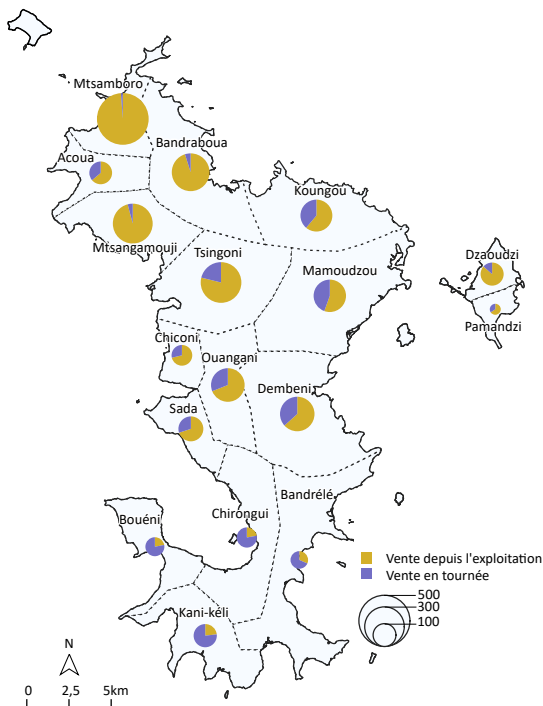 Mtsamboro
Bandraboua
Acoua
Koungou
Mtsangamouji
Tsingoni
Dzaoudzi
Mamoudzou
Pamandzi
Chiconi
Ouangani
Dembeni
Sada
Bandrélé
Chirongui
Bouéni
Vente depuis l'exploitation
Vente en tournée
500
300
100
Kani-kéli
N
0 2,5 5km